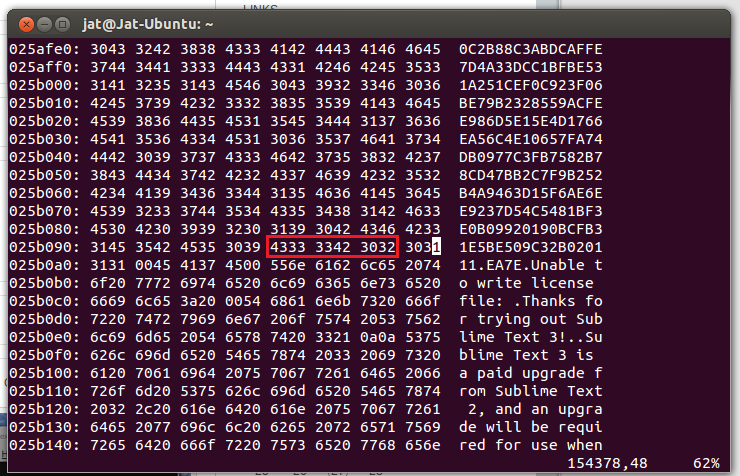 LINKS
jat@Jat-Ubuntu: ~
025afe0: 3043 3242 3838 4333 4142 4443 4146 4645 0C2B88C3ABDCAFFE
025aff0: 3744 3441 3333 4443 4331 4246 4245 3533 7D4A33DCC1BFBE53
025b000: 3141 3235 3143 4546 3043 3932 3346 3036 1A251CEF0C923F06
025b010: 4245 3739 4232 3332 3835 3539 4143 4645 BE79B2328559ACFE
025b020: 4539 3836 4435 4531 3545 3444 3137 3636 E986D5E15E4D1766
025b030: 4541 3536 4334 4531 3036 3537 4641 3734 EA56C4E10657FA74
025b040: 4442 3039 3737 4333 4642 3735 3832 4237 DB0977C3FB7582B7
025b050: 3843 4434 3742 4232 4337 4639 4232 3532 8CD47BB2C7F9B252
025b060: 4234 4139 3436 3344 3135 4636 4145 3645 B4A9463D15F6AE6E
025b070: 4539 3233 3744 3534 4335 3438 3142 4633 E9237D54C5481BF3
025b080: 4530 4230 3939 3230 3139 3042 4346 4233 E0B09920190BCFB3
025b090: 3145 3542 4535 3039 4333 3342 3032 3031 1E5BE509C32B0201
025b0a0: 3131 0045 4137 4500 556e 6162 6c65 2074 11.EA7E.Unable t
025b0b0: 6f20 7772 6974 6520 6c69 6365 6e73 6520 o write license
025b0c0: 6669 6c65 3a20 0054 6861 6e6b 7320 666f file: .Thanks fo
025b0d0: 7220 7472 7969 6e67 206f 7574 2053 7562 r trying out Sub
025b0e0: 6c69 6d65 2054 6578 7420 3321 0a0a 5375 lime Text 3!..Su
025b0f0: 626c 696d 6520 5465 7874 2033 2069 7320 blime Text 3 is
025b100: 6120 7061 6964 2075 7067 7261 6465 2066 a paid upgrade f
025b110: 726f 6d20 5375 626c 696d 6520 5465 7874 rom Sublime Text
025b120: 2032 2c20 616e 6420 616e 2075 7067 7261 2, and an upgra
025b130: 6465 2077 696c 6c20 6265 2072 6571 7569 de will be requi
025b140: 7265 6420 666f 7220 7573 6520 7768 656e red for use when
154378,48 62%